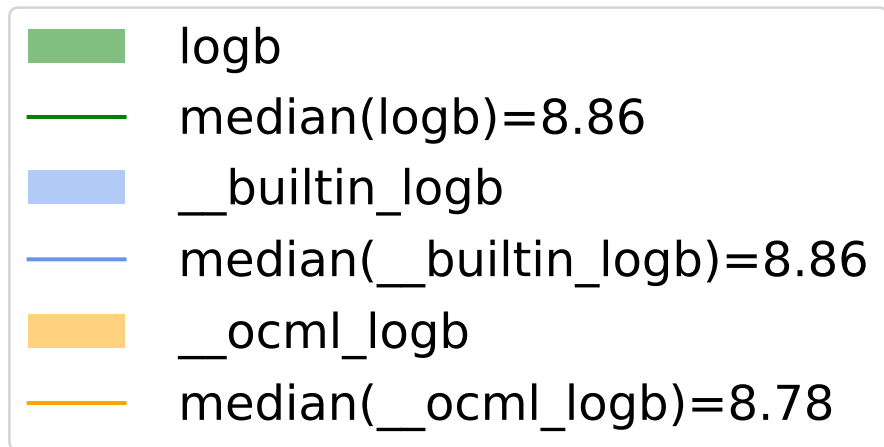 logb
median(logb)=8.86
__builtin_logb
median(__builtin_logb)=8.86
__ocml_logb
median(__ocml_logb)=8.78